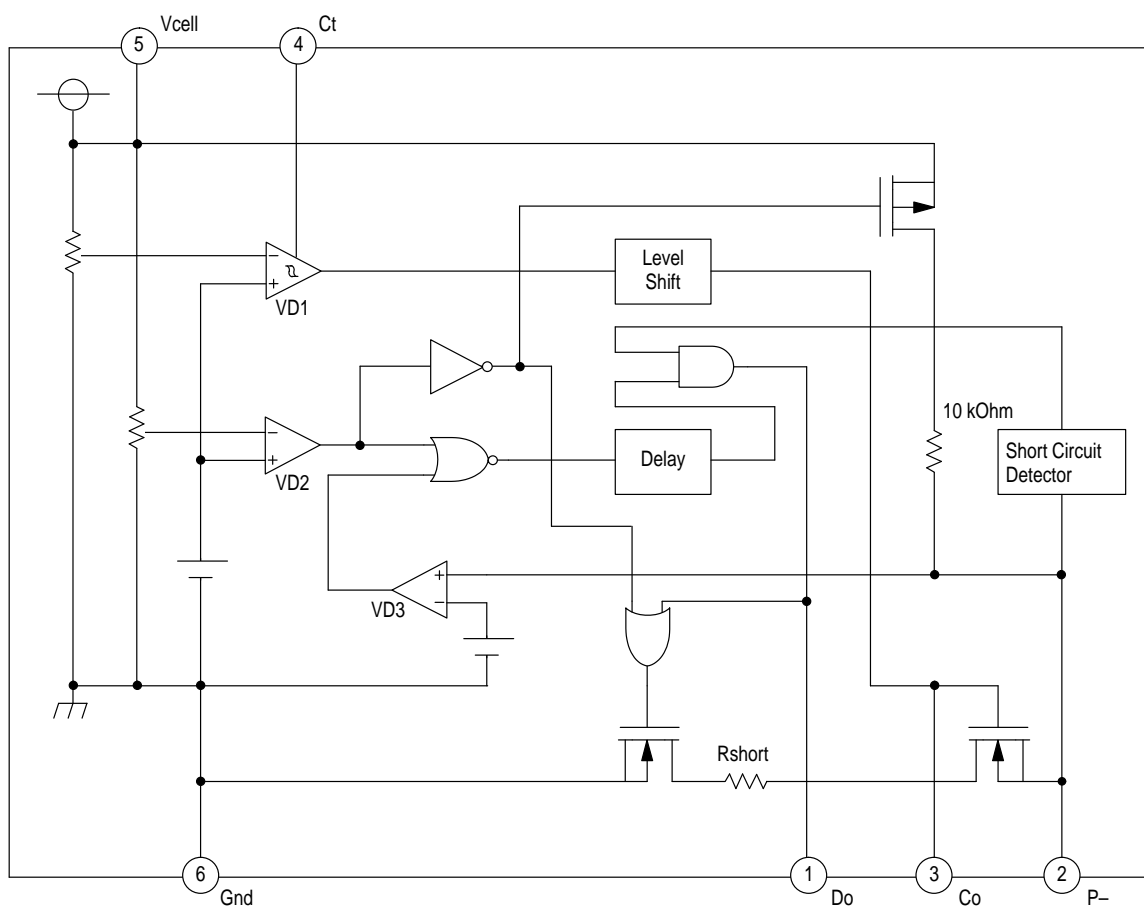 Vcell
Ct
5
4
Level
Shift
VD1
10 kOhm
Delay
Short Circuit
Detector
VD2
VD3
Rshort
6
1
3
2
Gnd
Do
Co
P–